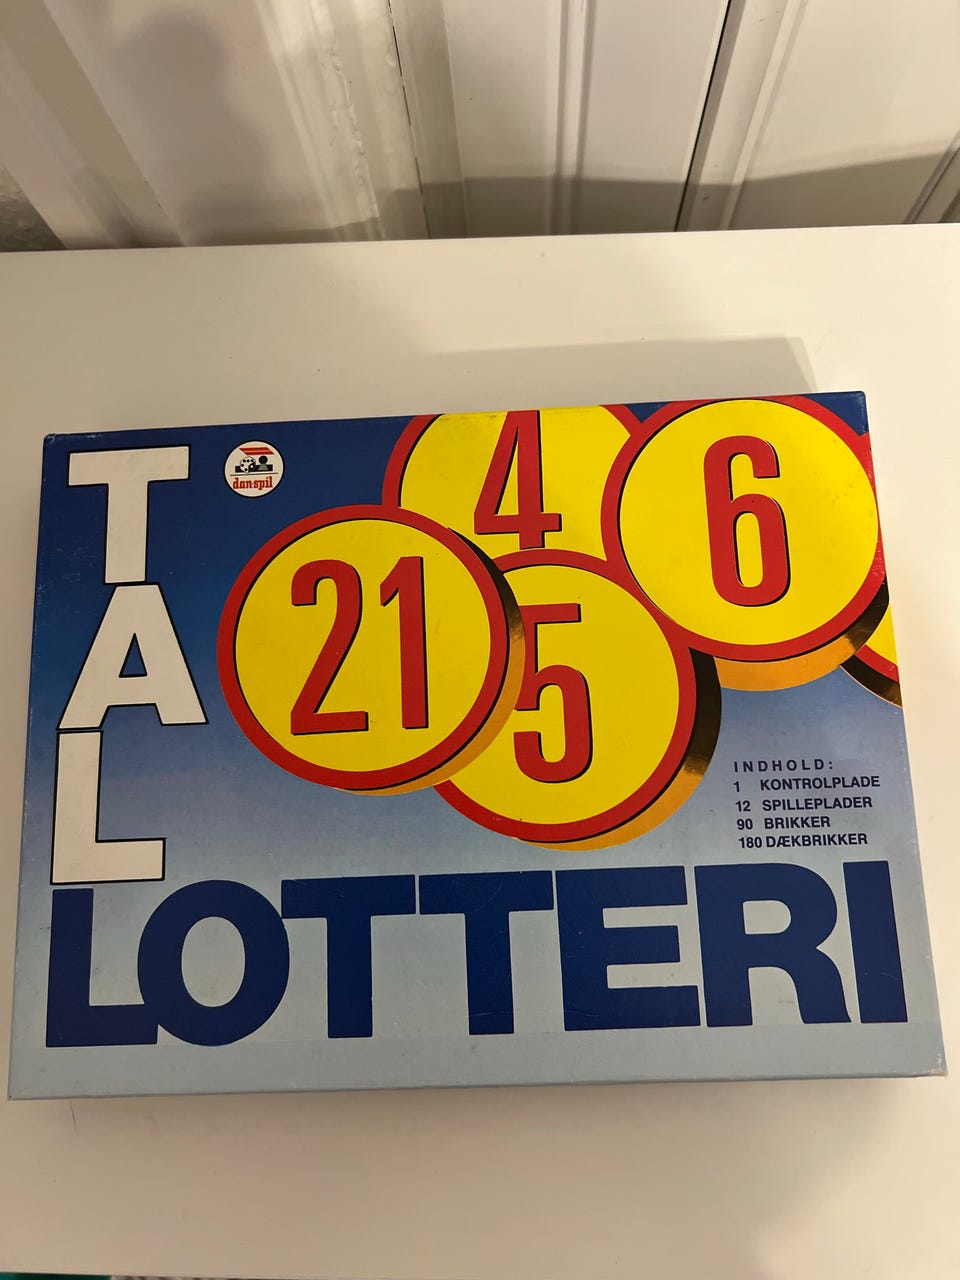 TAL
dan-spil
4
6
21
5
INDHOLD:
1 KONTROLPLADE
12 SPILLEPLADER
90 BRIKKER
180 DÆKBRIKKER
LOTTERI